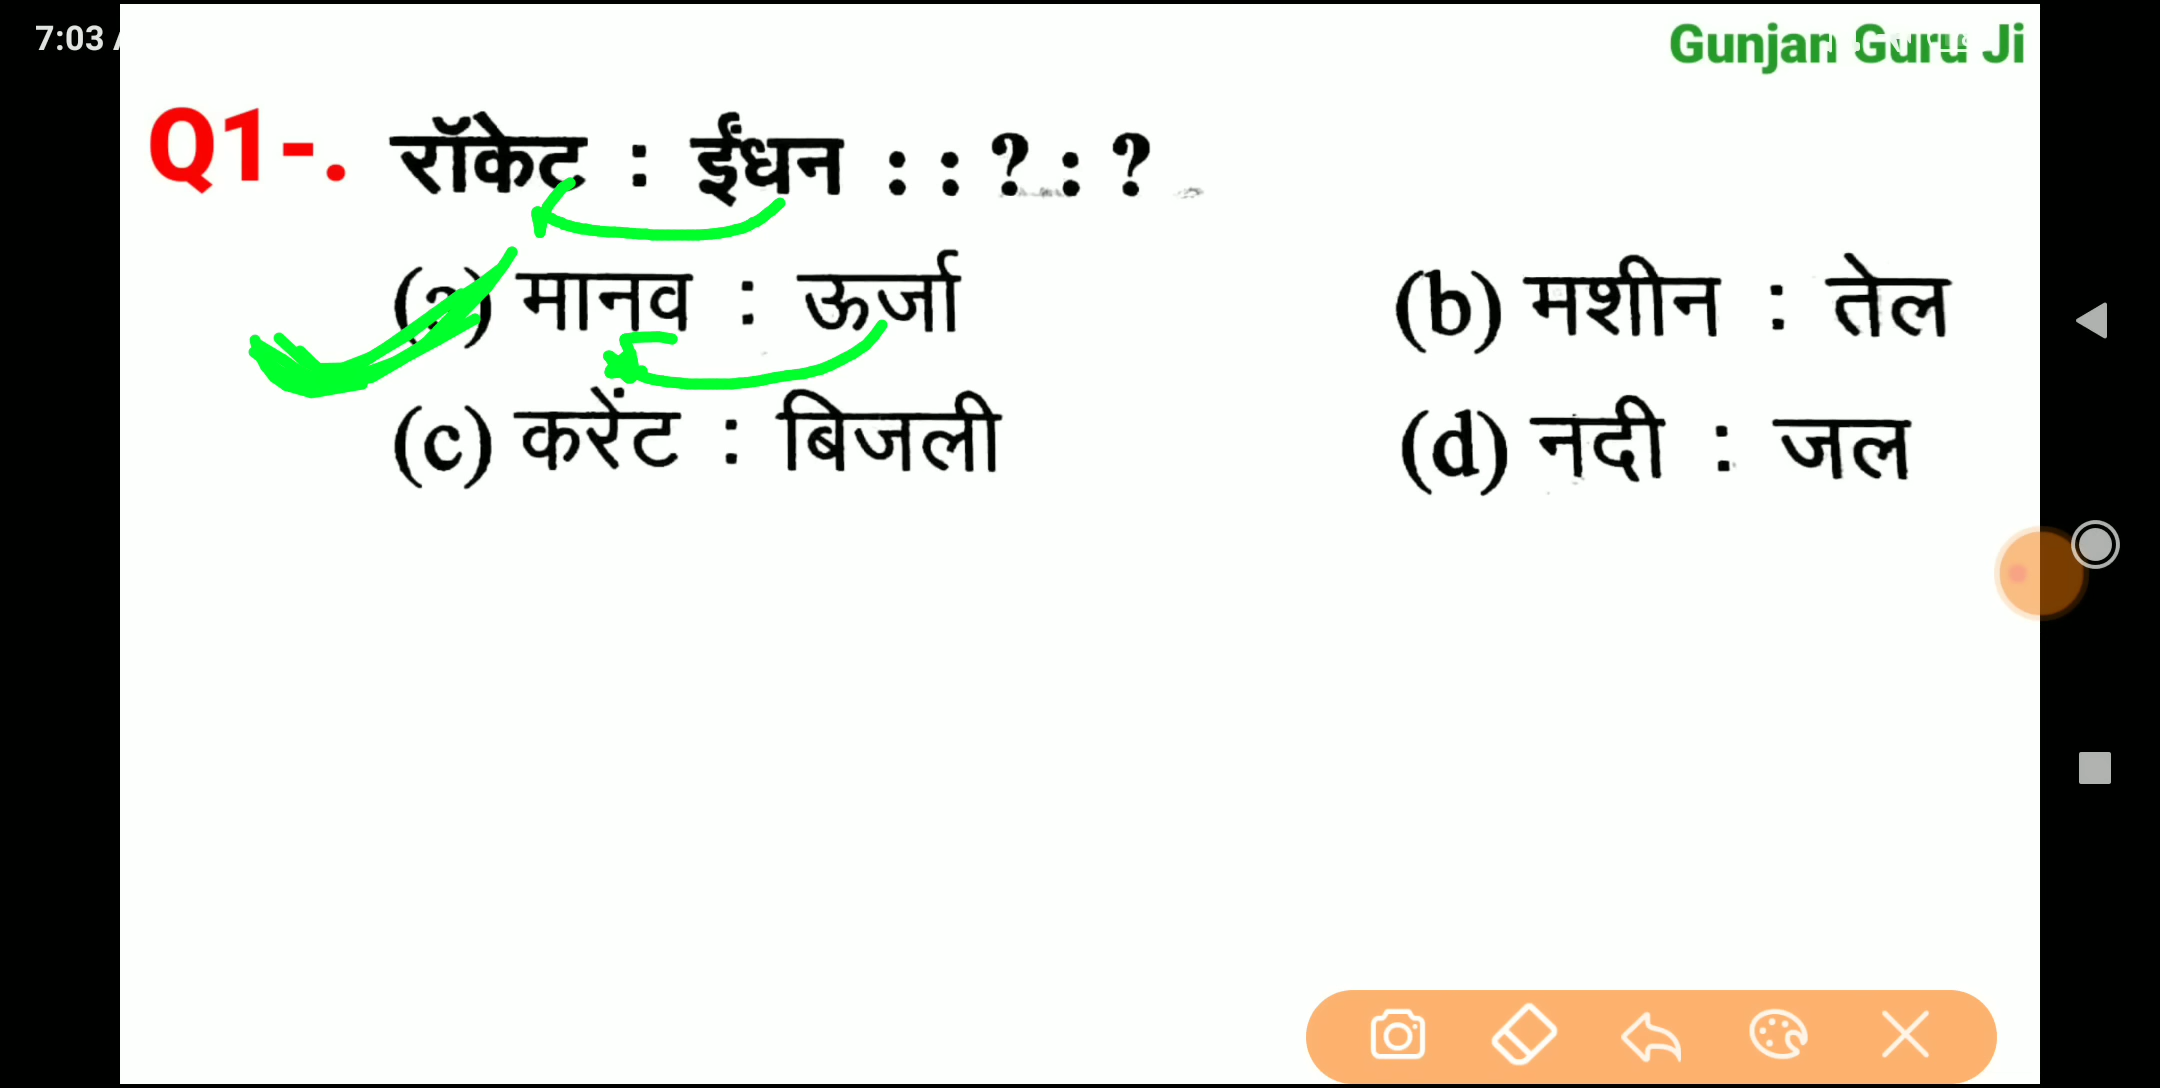 7:03
Gunjan Guru Ji
Q1-. रॉकेट : ईंधन : : ? : ?
(a) मानव : ऊर्जा
(b) मशीन : तेल
(c) करेंट : बिजली
(d) नदी : जल